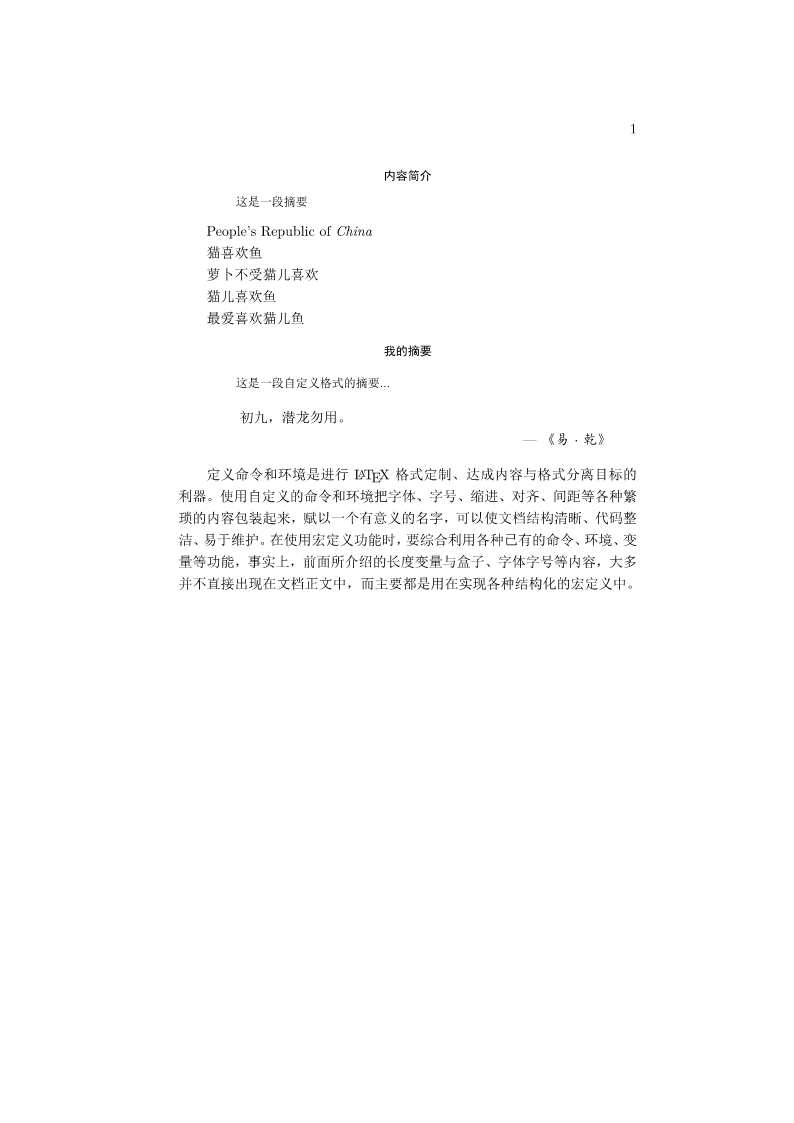 1
内容简介
这是一段摘要
People's Republic of China
猫喜欢鱼
萝卜不受猫儿喜欢
猫儿喜欢鱼
最爱喜欢猫儿鱼
我的摘要
这是一段自定义格式的摘要...
初九，潜龙勿用。
— 《易·乾》
定义命令和环境是进行 LATEX 格式定制、达成内容与格式分离目标的
利器。使用自定义的命令和环境把字体、字号、缩进、对齐、间距等各种繁
琐的内容包装起来，赋以一个有意义的名字，可以使文档结构清晰、代码整
洁、易于维护。在使用宏定义功能时，要综合利用各种已有的命令、环境、变
量等功能，事实上，前面所介绍的长度变量与盒子、字体字号等内容，大多
并不直接出现在文档正文中，而主要都是用在实现各种结构化的宏定义中。